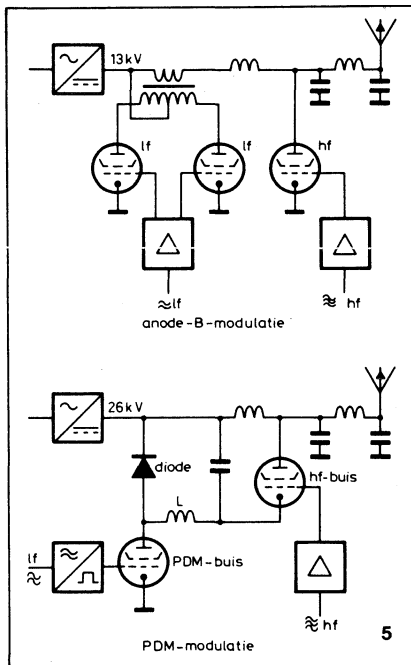 13kV
lf
lf
hf
Δ
Δ
≈ lf
≋ hf
anode-B-modulatie
26kV
diode
L
hf-buis
lf
PDM-buis
Δ
≋ hf
PDM-modulatie
5